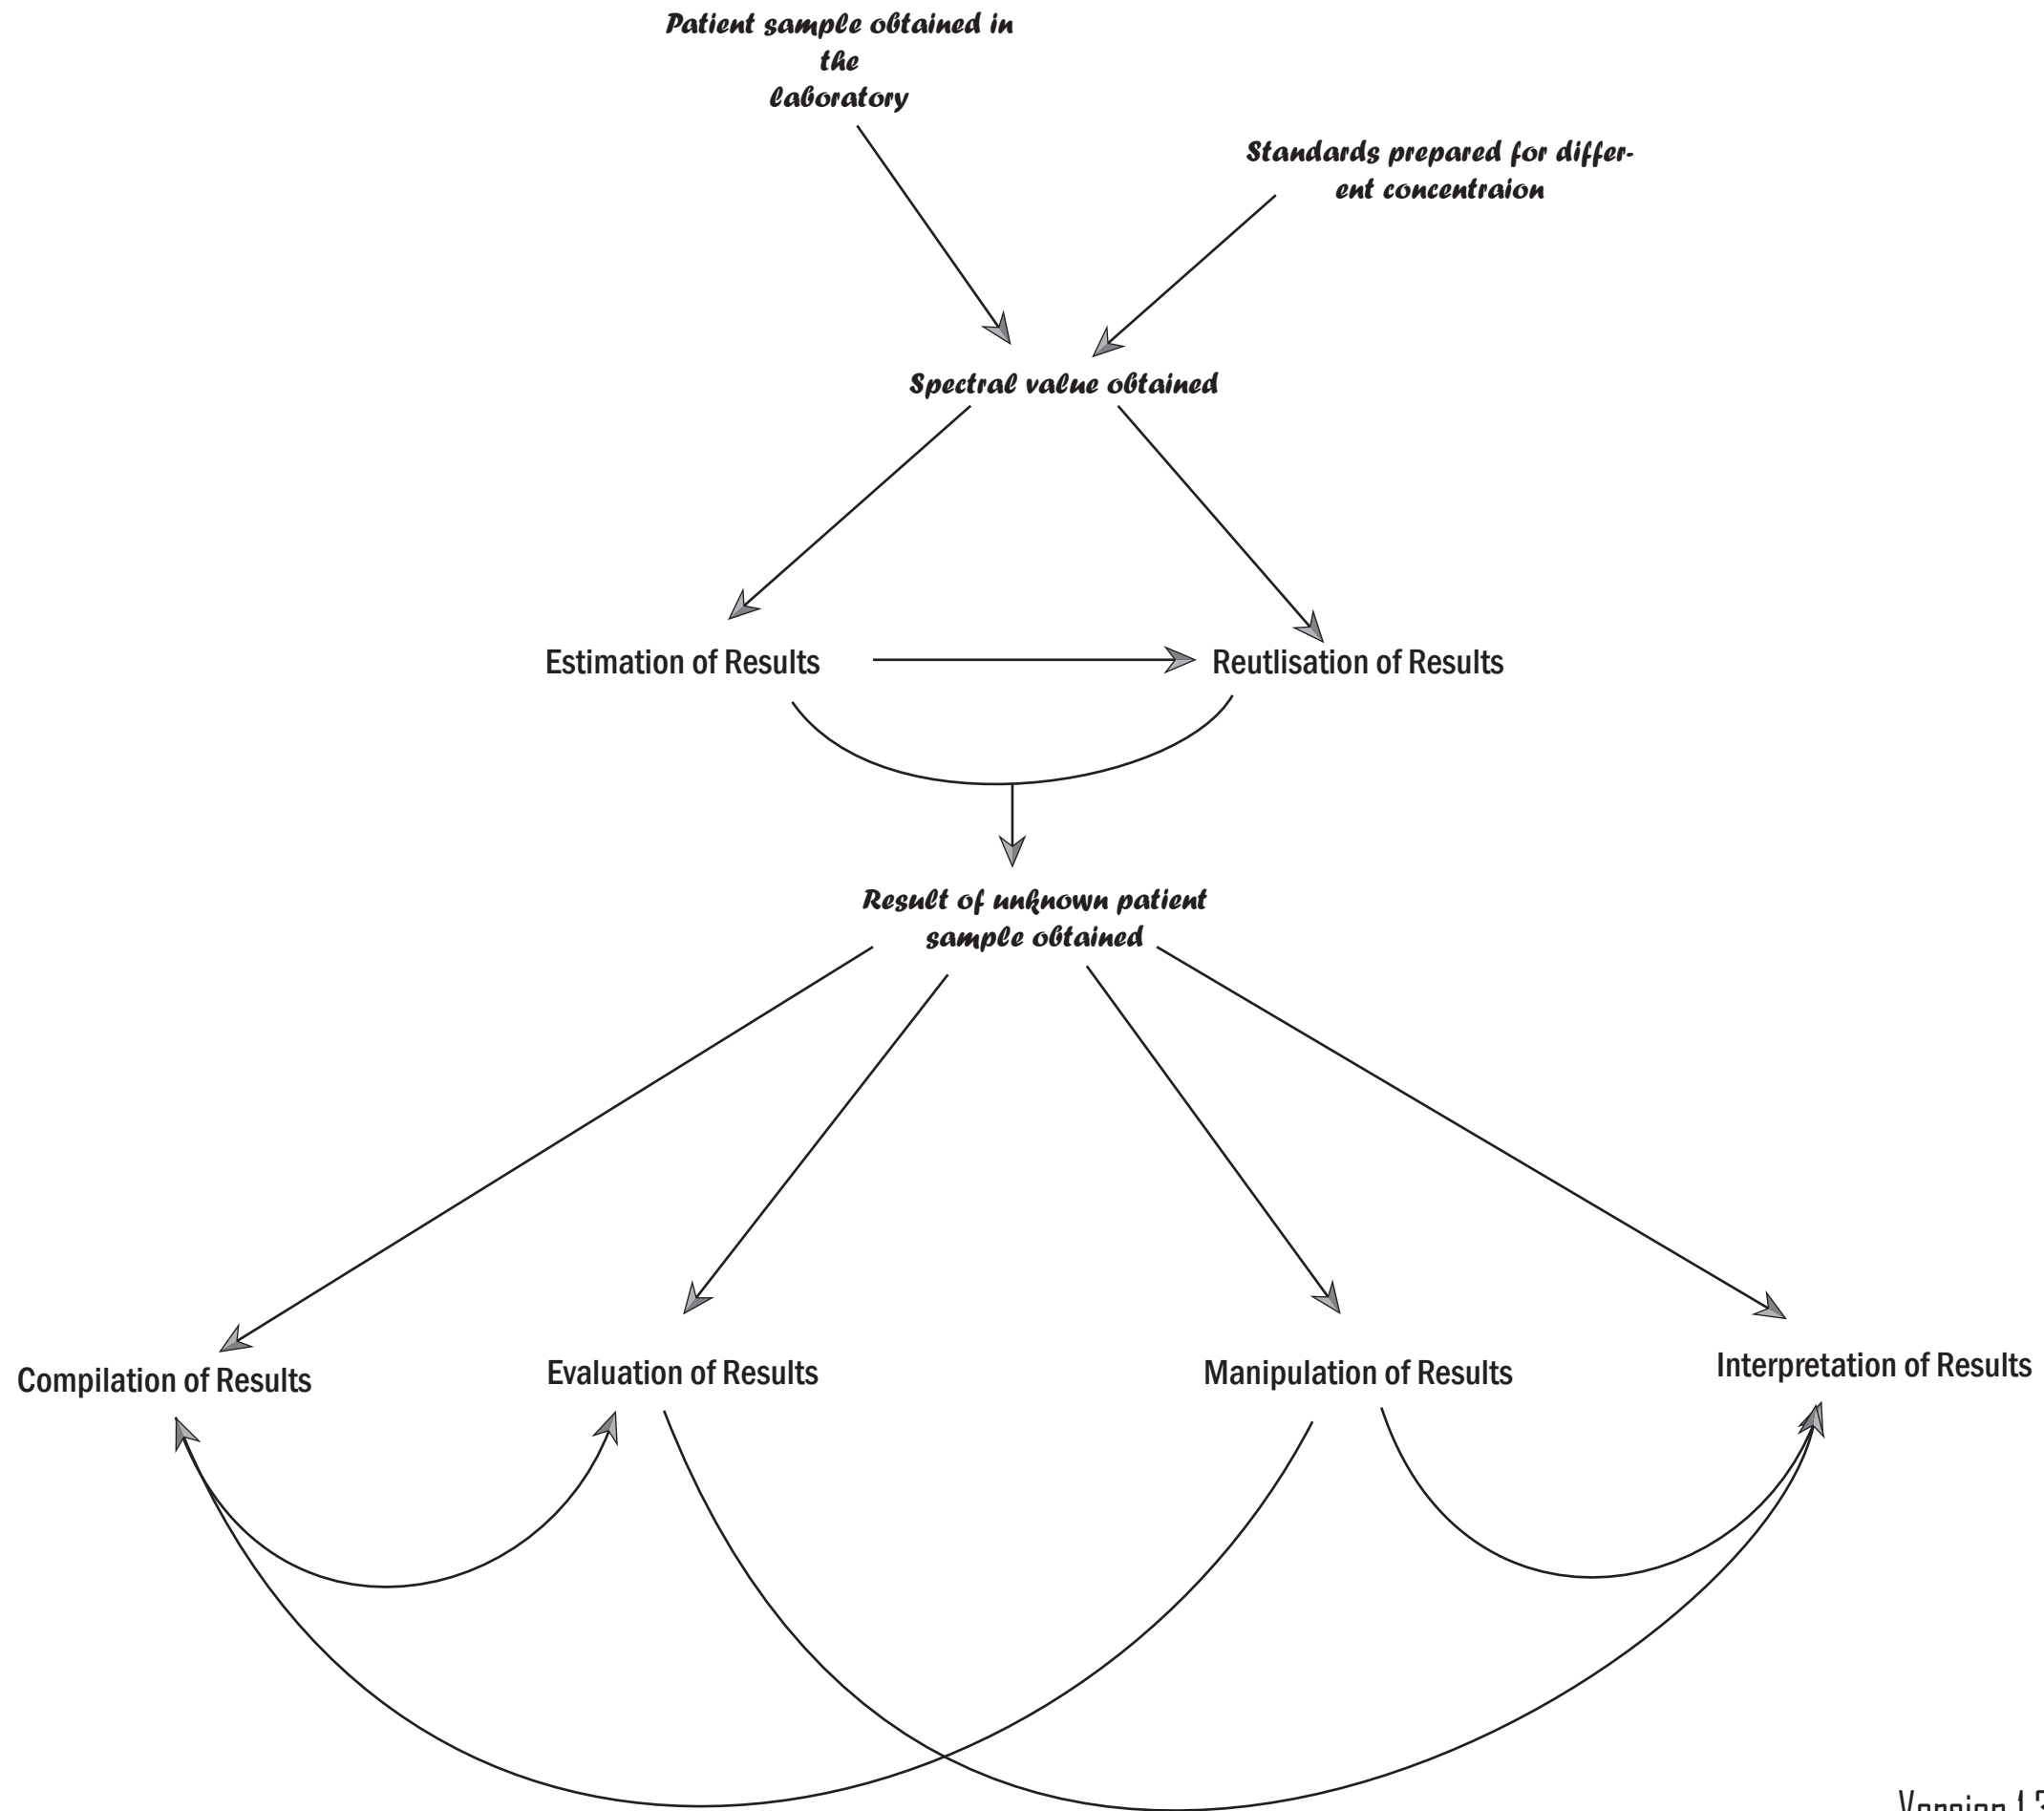 Patient sample obtained in
the
laboratory
Standards prepared for differ-
ent concentraion
Spectral value obtained
Estimation of Results
Reutlisation of Results
Result of unknown patient
sample obtained
Compilation of Results
Evaluation of Results
Manipulation of Results
Interpretation of Results
Version